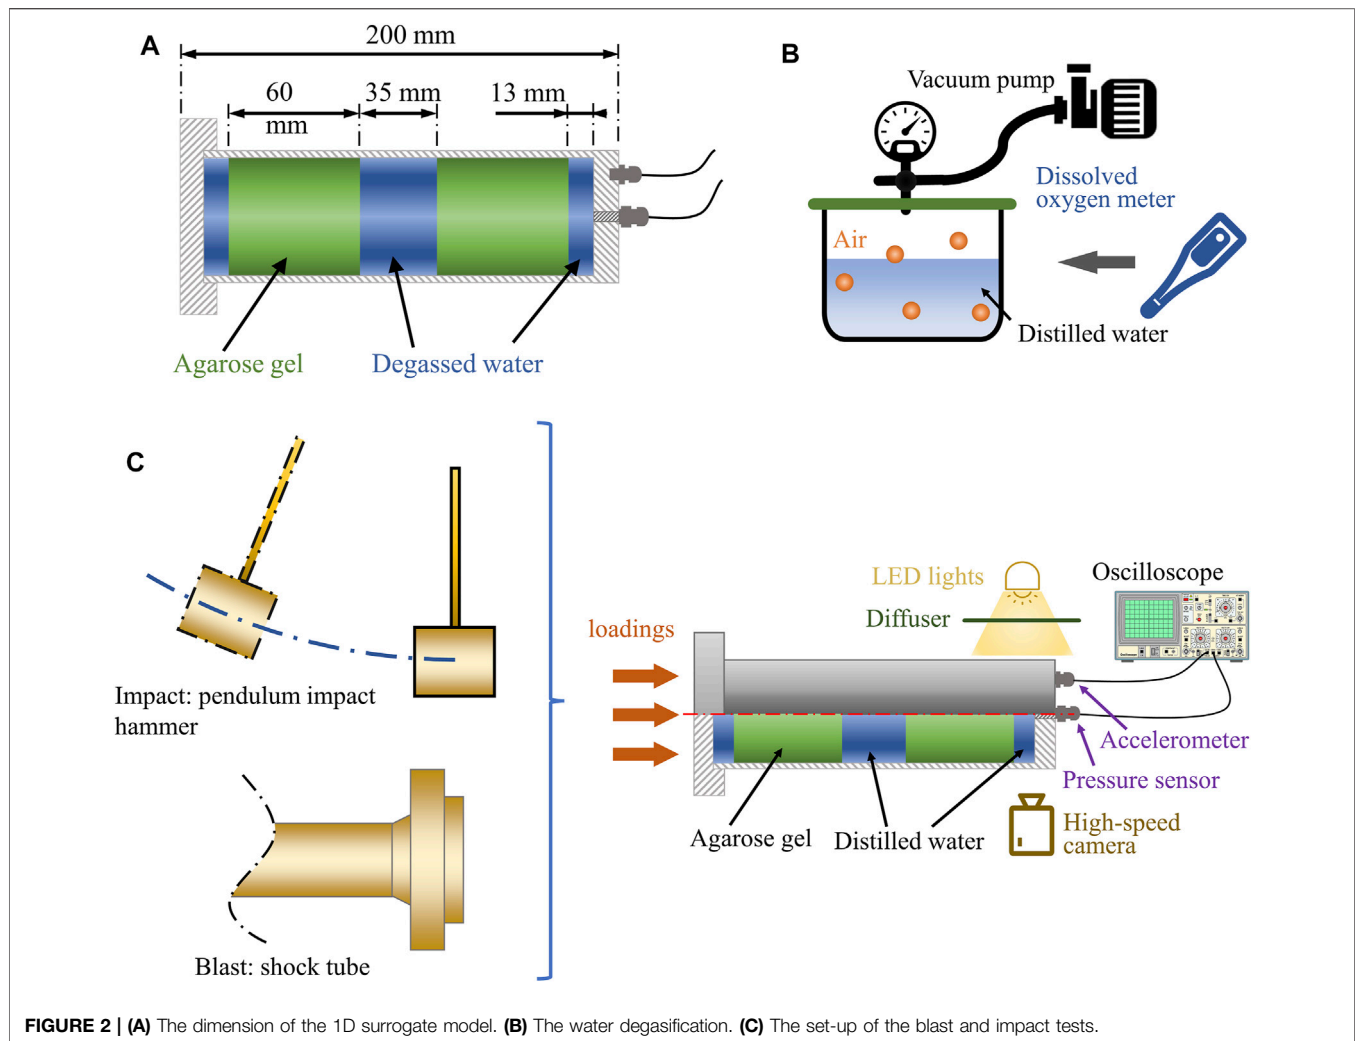 A
200 mm
60
mm
35 mm
13 mm
Agarose gel
Degassed water
B
Vacuum pump
Dissolved
oxygen meter
Air
Distilled water
C
Impact: pendulum impact
hammer
Blast: shock tube
loadings
LED lights
Diffuser
Oscilloscope
Accelerometer
Pressure sensor
Agarose gel
Distilled water
High-speed
camera
FIGURE 2 | (A) The dimension of the 1D surrogate model. (B) The water degasification. (C) The set-up of the blast and impact tests.